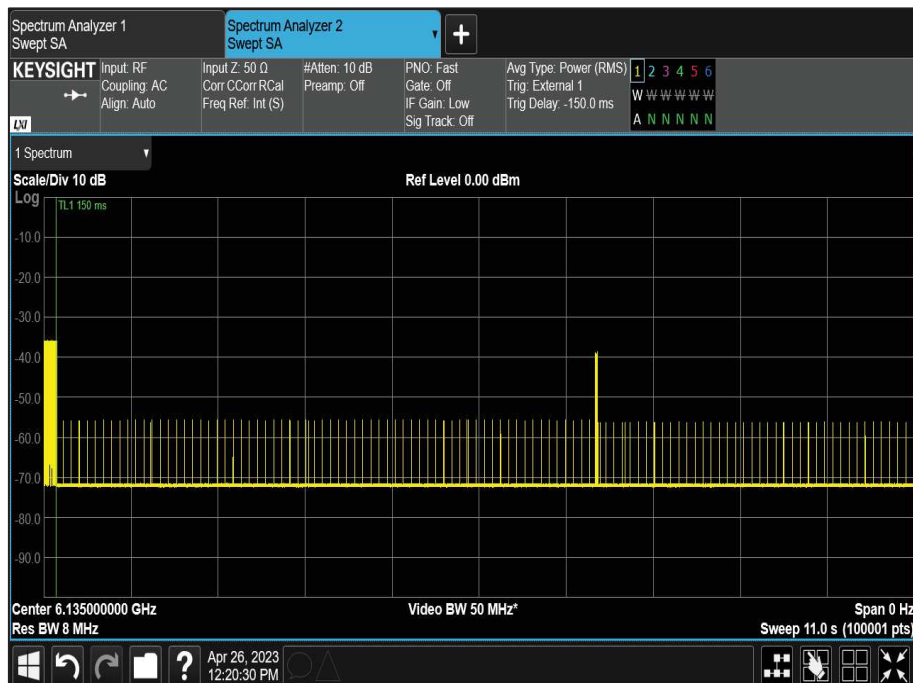 Spectrum Analyzer 1
Swept SA
Spectrum Analyzer 2
Swept SA
KEYSIGHT
LXI
Input: RF
Coupling: AC
Align: Auto
Input Z: 50 Ω
Corr CCorr RCal
Freq Ref: Int (S)
#Atten: 10 dB
Preamp: Off
PNO: Fast
Gate: Off
IF Gain: Low
Sig Track: Off
Avg Type: Power (RMS)
Trig: External 1
Trig Delay: -150.0 ms
1 2 3 4 5 6
W W W W W W
A N N N N N
1 Spectrum
Scale/Div 10 dB
Ref Level 0.00 dBm
Log
TL1 150 ms
-10.0
-20.0
-30.0
-40.0
-50.0
-60.0
-70.0
-80.0
-90.0
Center 6.135000000 GHz
Video BW 50 MHz*
Span 0 Hz
Res BW 8 MHz
Sweep 11.0 s (100001 pts)
?
Apr 26, 2023
12:20:30 PM